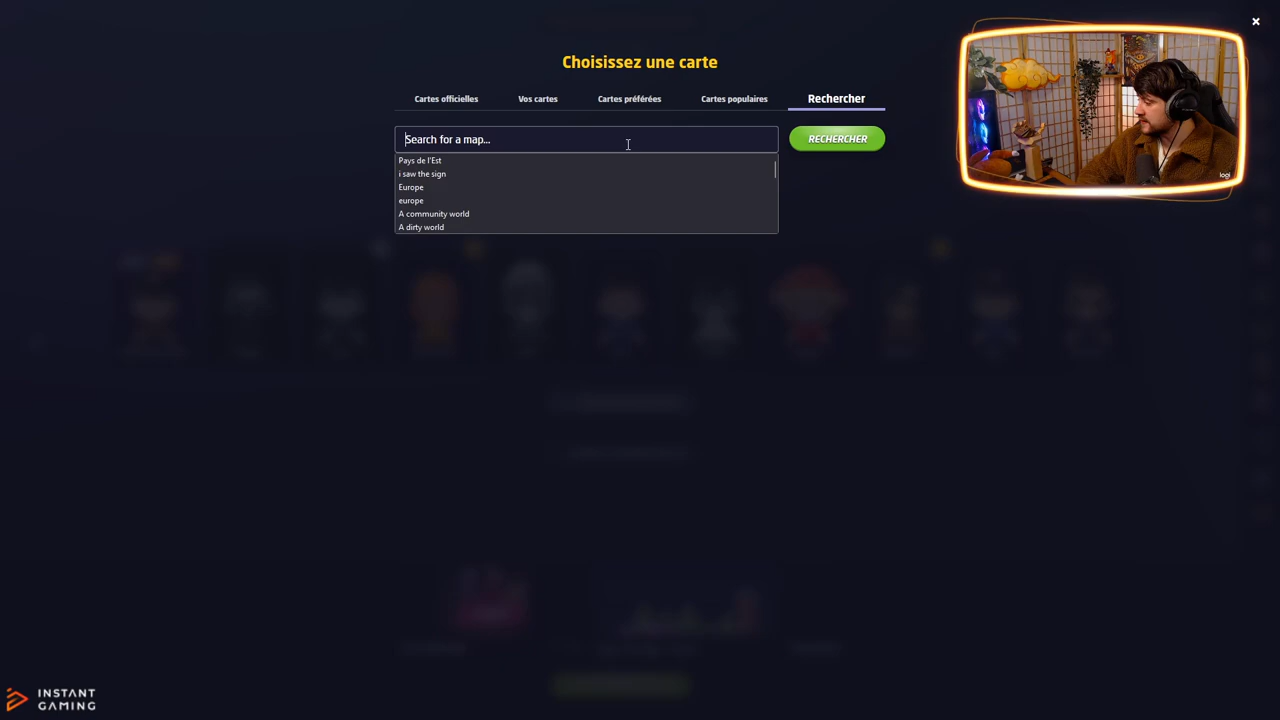 ×
Choisissez une carte
Cartes officielles
Vos cartes
Cartes préférées
Cartes populaires
Rechercher
Search for a map...
RECHERCHER
Pays de l'Est
i saw the sign
Europe
europe
A community world
A dirty world
logi
INSTANT
GAMING